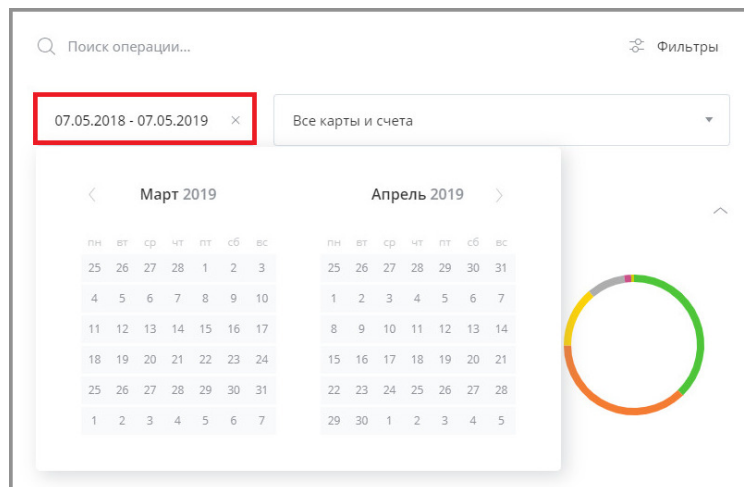 Поиск операции... Фильтры
07.05.2018 - 07.05.2019 × Все карты и счета
Март 2019 Апрель 2019
пн вт ср чт пт сб вс пн вт ср чт пт сб вс
25 26 27 28 1 2 3 25 26 27 28 29 30 31
4 5 6 7 8 9 10 1 2 3 4 5 6 7
11 12 13 14 15 16 17 8 9 10 11 12 13 14
18 19 20 21 22 23 24 15 16 17 18 19 20 21
25 26 27 28 29 30 31 22 23 24 25 26 27 28
1 2 3 4 5 6 7 29 30 1 2 3 4 5